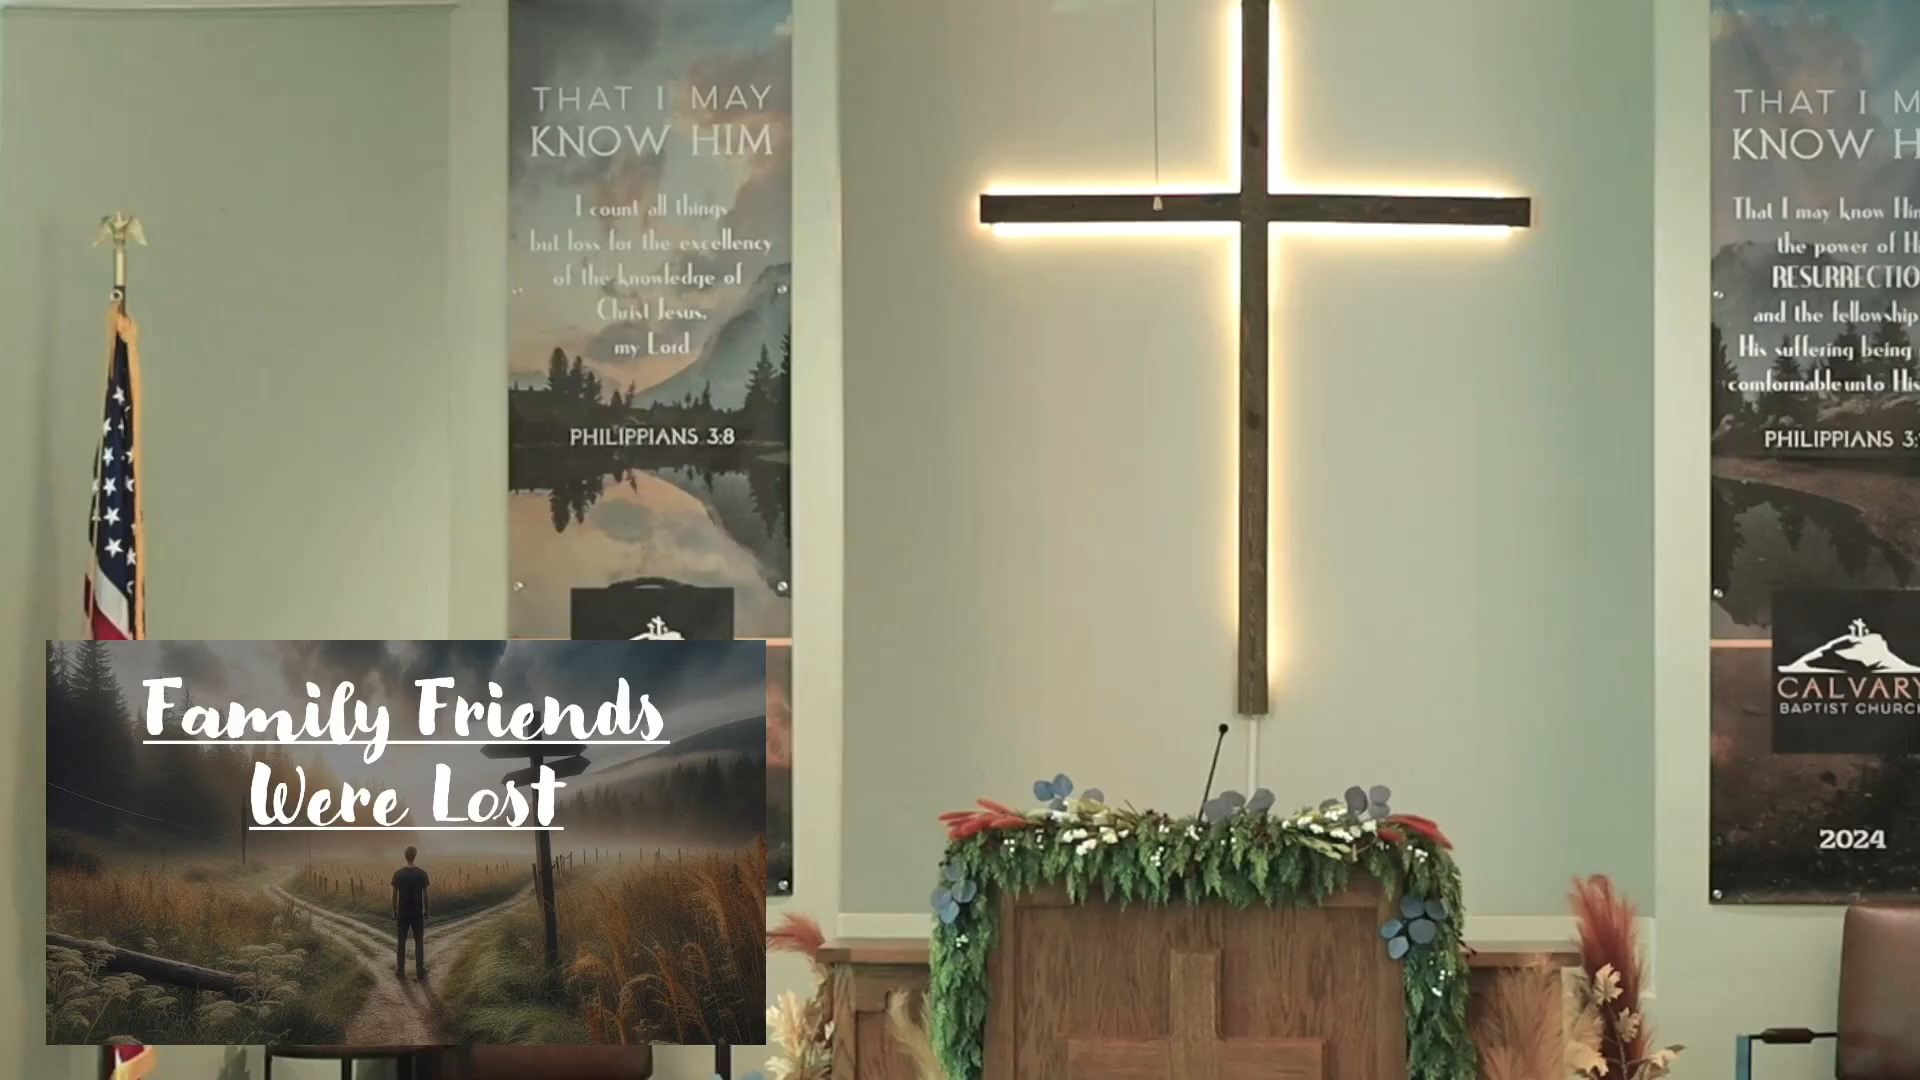 THAT I MAY
KNOW HIM
I count all things
but loss for the excellency
of the knowledge of
Christ Jesus,
my Lord
PHILIPPIANS 3:8
THAT I M
KNOW H
That I may know Him
the power of H
RESURRECTIO
and the fellowship
His suffering being
comformable unto His
PHILIPPIANS 3:
CALVARY
BAPTIST CHURCH
2024
Family Friends
Were Lost